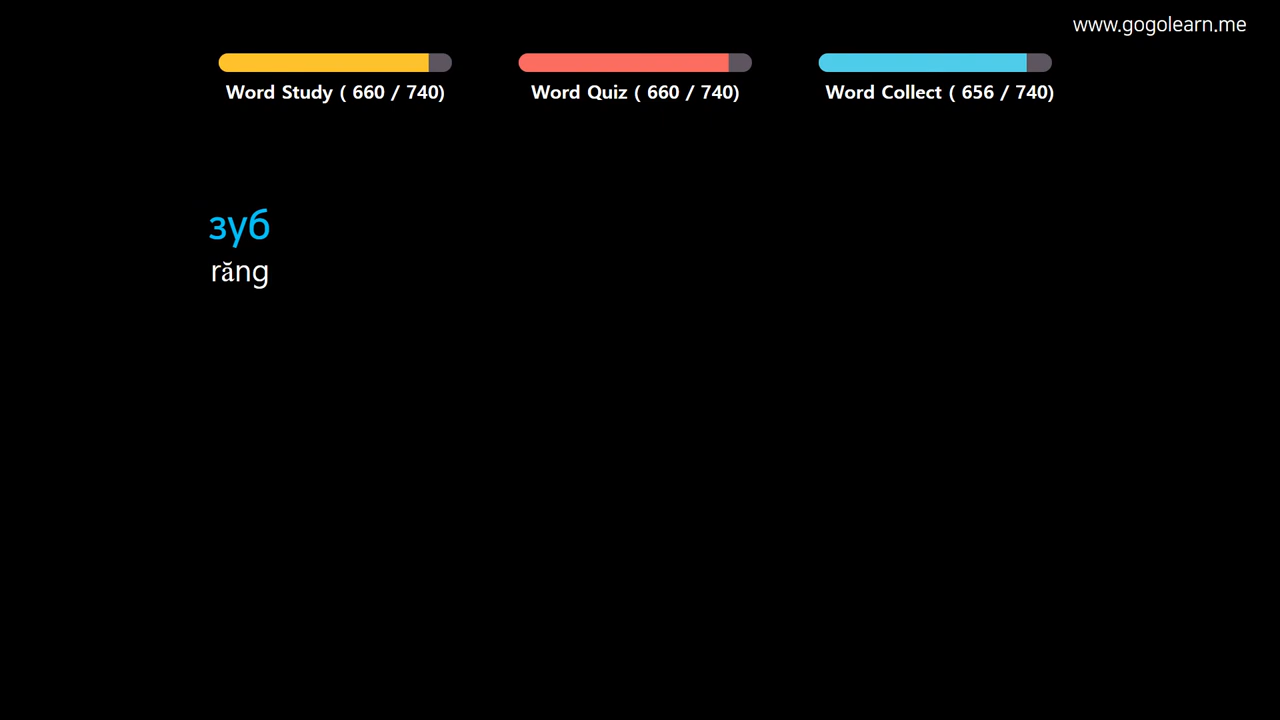 www.gogolearn.me
Word Study ( 660 / 740)
Word Quiz ( 660 / 740)
Word Collect ( 656 / 740)
зуб
răng